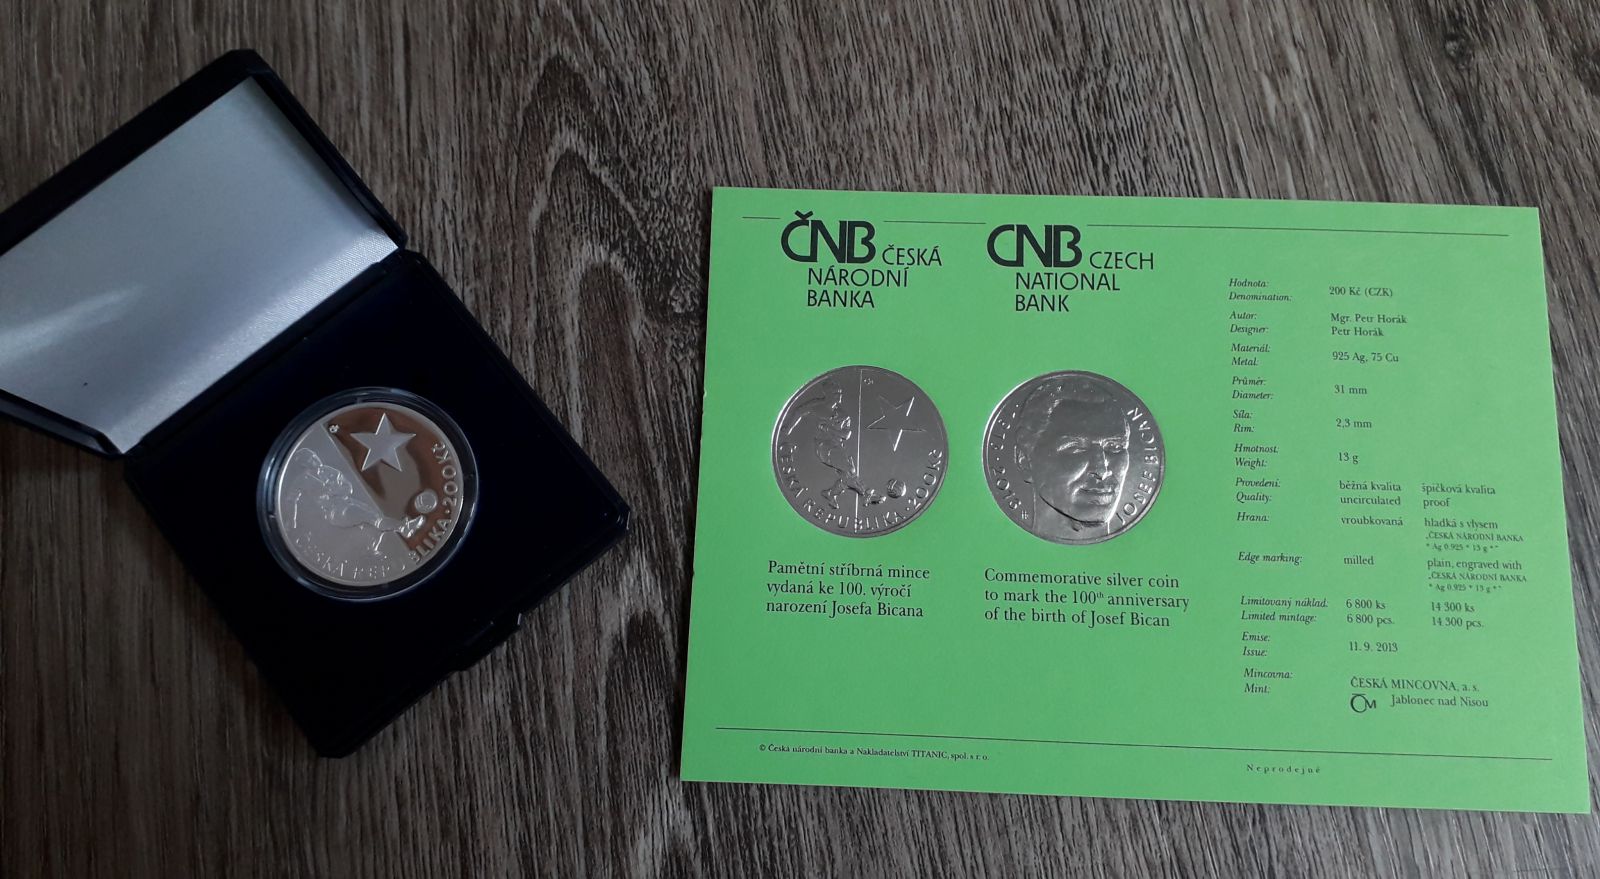 ČESKÁ REPUBLIKA · 200 Kč
ČNB ČESKÁ
NÁRODNÍ
BANKA
CNB CZECH
NATIONAL
BANK
ČESKÁ REPUBLIKA · 200 Kč
1913 · 2013
JOSEF BICAN
Pamětní stříbrná mince
vydaná ke 100. výročí
narození Josefa Bicana
Commemorative silver coin
to mark the 100th anniversary
of the birth of Josef Bican
Hodnota:
Denomination: 200 Kč (CZK)
Autor: Mgr. Petr Horák
Designer: Petr Horák
Materiál:
Metal: 925 Ag, 75 Cu
Průměr:
Diameter: 31 mm
Síla:
Rim: 2,3 mm
Hmotnost:
Weight: 13 g
Provedení: běžná kvalita špičková kvalita
Quality: uncirculated proof
Hrana: vroubkovaná hladká s vlysem
„ČESKÁ NÁRODNÍ BANKA
* Ag 0.925 * 13 g *“
Edge marking: milled plain, engraved with
„ČESKÁ NÁRODNÍ BANKA
* Ag 0.925 * 13 g *“
Limitovaný náklad: 6 800 ks 14 300 ks
Limited mintage: 6 800 pcs. 14 300 pcs.
Emise:
Issue: 11. 9. 2013
Mincovna: ČESKÁ MINCOVNA, a. s.
Mint: ČM Jablonec nad Nisou
© Česká národní banka a Nakladatelství TITANIC, spol. s r. o.
Neprodejné